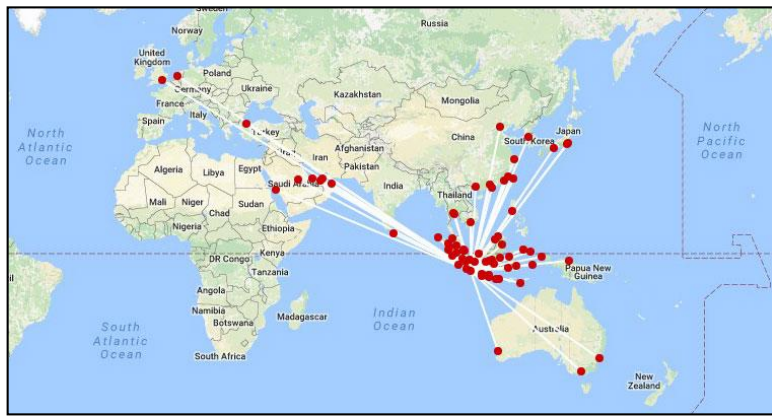 Norway
Russia
United
Kingdom
Poland
Germany
Ukraine
France
Kazakhstan
Mongolia
Italy
Spain
Turkey
North
Atlantic
Ocean
China
South Korea
Japan
North
Pacific
Ocean
Afghanistan
Iran
Pakistan
Algeria
Libya
Egypt
Saudi Arabia
India
Thailand
Mali
Niger
Chad
Sudan
Nigeria
Ethiopia
Kenya
DR Congo
Tanzania
Papua New
Guinea
Angola
Namibia
Botswana
Madagascar
Indian
Ocean
South
Atlantic
Ocean
South Africa
Australia
New
Zealand